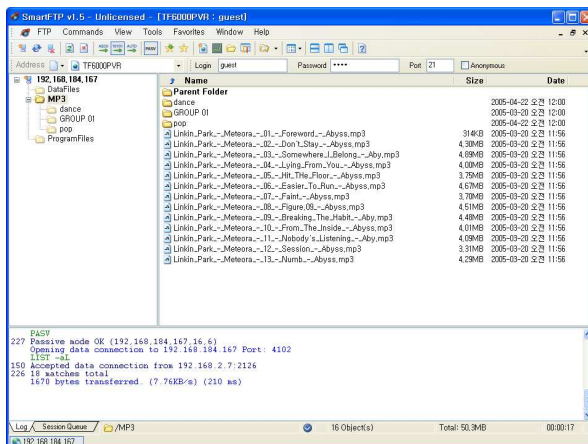 SmartFTP v1.5 - Unlicensed - [TF6000PVR : guest]
FTP Commands View Tools Favorites Window Help
Address TF6000PVR Login guest Password •••• Port 21 Anonymous
192,168,184,167
DataFiles
MP3
dance
GROUP 01
pop
ProgramFiles
Name Size Date
Parent Folder
dance 2005-04-22 오전 12:00
GROUP 01 2005-03-20 오전 11:56
pop 2005-04-22 오전 12:00
Linkin_Park_-_Meteora_-_01_-_Foreword_-_Abyss,mp3 314KB 2005-03-20 오전 11:56
Linkin_Park_-_Meteora_-_02_-_Don't_Stay_-_Abyss,mp3 4,30MB 2005-03-20 오전 11:56
Linkin_Park_-_Meteora_-_03_-_Somewhere_I_Belong_-_Aby,mp3 4,89MB 2005-03-20 오전 11:56
Linkin_Park_-_Meteora_-_04_-_Lying_From_You_-_Abyss,mp3 4,00MB 2005-03-20 오전 11:56
Linkin_Park_-_Meteora_-_05_-_Hit_THe_Floor_-_Abyss,mp3 3,75MB 2005-03-20 오전 11:56
Linkin_Park_-_Meteora_-_06_-_Easier_To_Run_-_Abyss,mp3 4,67MB 2005-03-20 오전 11:56
Linkin_Park_-_Meteora_-_07_-_Faint_-_Abyss,mp3 3,70MB 2005-03-20 오전 11:56
Linkin_Park_-_Meteora_-_08_-_Figure,09_-_Abyss,mp3 4,51MB 2005-03-20 오전 11:56
Linkin_Park_-_Meteora_-_09_-_Breaking_The_Habit_-_Aby,mp3 4,48MB 2005-03-20 오전 11:56
Linkin_Park_-_Meteora_-_10_-_From_The_Inside_-_Abyss,mp3 4,01MB 2005-03-20 오전 11:56
Linkin_Park_-_Meteora_-_11_-_Nobody's_Listening_-_Aby,mp3 4,09MB 2005-03-20 오전 11:56
Linkin_Park_-_Meteora_-_12_-_Session_-_Abyss,mp3 3,31MB 2005-03-20 오전 11:56
Linkin_Park_-_Meteora_-_13_-_Numb_-_Abyss,mp3 4,29MB 2005-03-20 오전 11:56
PASV
227 Passive mode OK (192,168,184,167,16,6)
Opening data connection to 192.168.184.167 Port: 4102
LIST -aL
150 Accepted data connection from 192.168.2.7:2126
226 18 matches total
1670 bytes transferred. (7.76KB/s) (210 ms)
Log Session Queue /MP3 16 Object(s) Total: 50,3MB 00:00:17
192,168,184,167